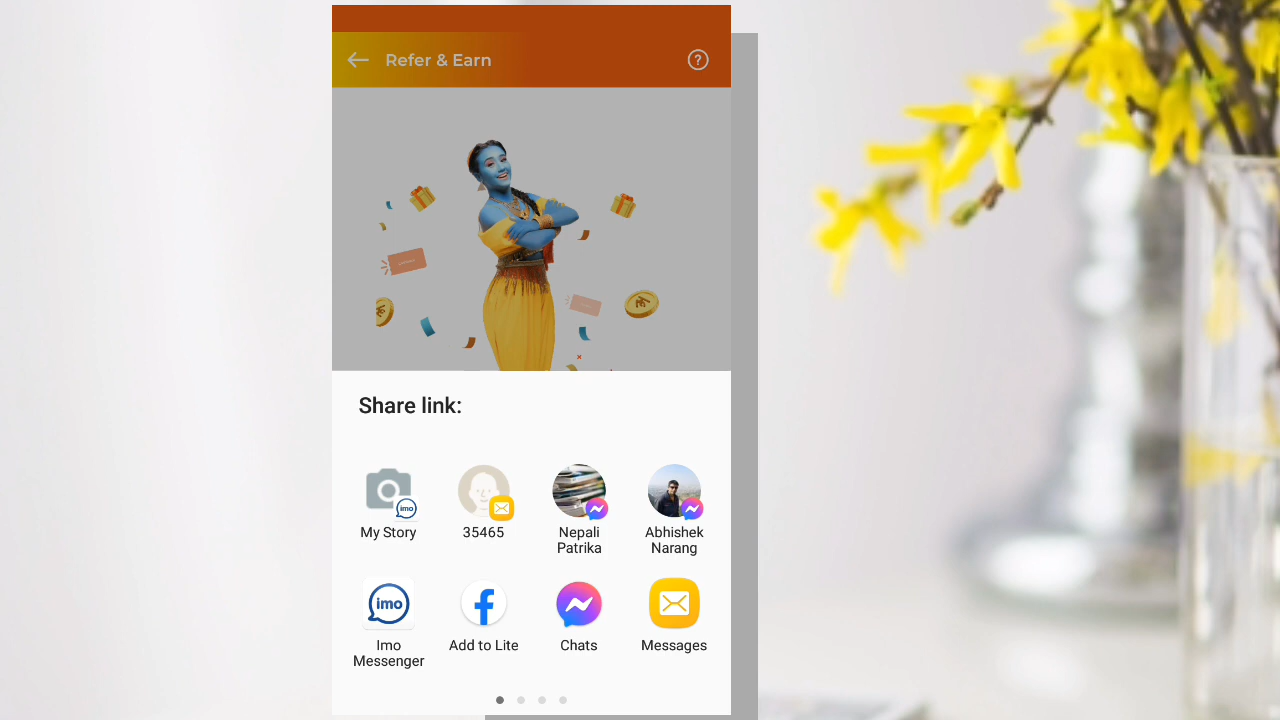 Refer & Earn
?
Share link:
imo
My Story
35465
Nepali
Patrika
Abhishek
Narang
imo
Imo
Messenger
Add to Lite
Chats
Messages